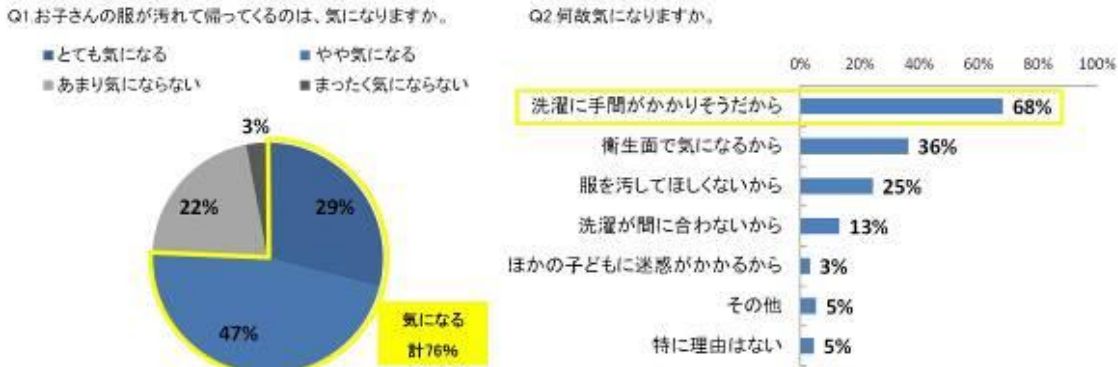 Q1 お子さんの服が汚れて帰ってくるのは、気になりますか。
■とても気になる ■やや気になる
■あまり気にならない ■まったく気にならない
3%
22%
29%
47%
気になる
計76%
Q2 何故気になりますか。
0% 20% 40% 60% 80% 100%
洗濯に手間がかかりそうだから 68%
衛生面で気になるから 36%
服を汚してほしくないから 25%
洗濯が間に合わないから 13%
ほかの子どもに迷惑がかかるから 3%
その他 5%
特に理由はない 5%